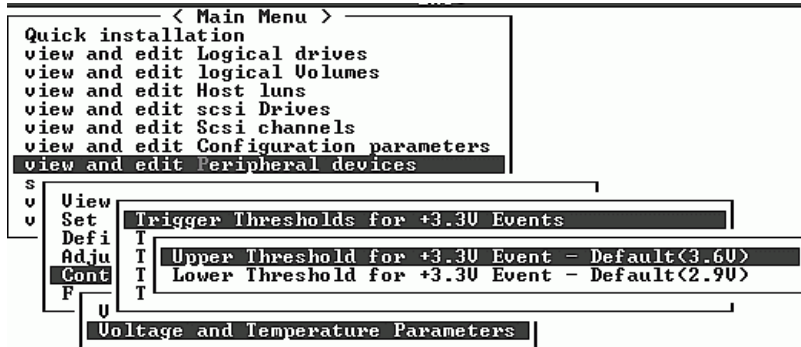 < Main Menu >
Quick installation
view and edit Logical drives
view and edit logical Volumes
view and edit Host luns
view and edit scsi Drives
view and edit Scsi channels
view and edit Configuration parameters
view and edit Peripheral devices
s
v View
v Set Trigger Thresholds for +3.3V Events
Defi T
Adju T Upper Threshold for +3.3V Event - Default(3.6V)
Cont T Lower Threshold for +3.3V Event - Default(2.9V)
F T
V
Voltage and Temperature Parameters